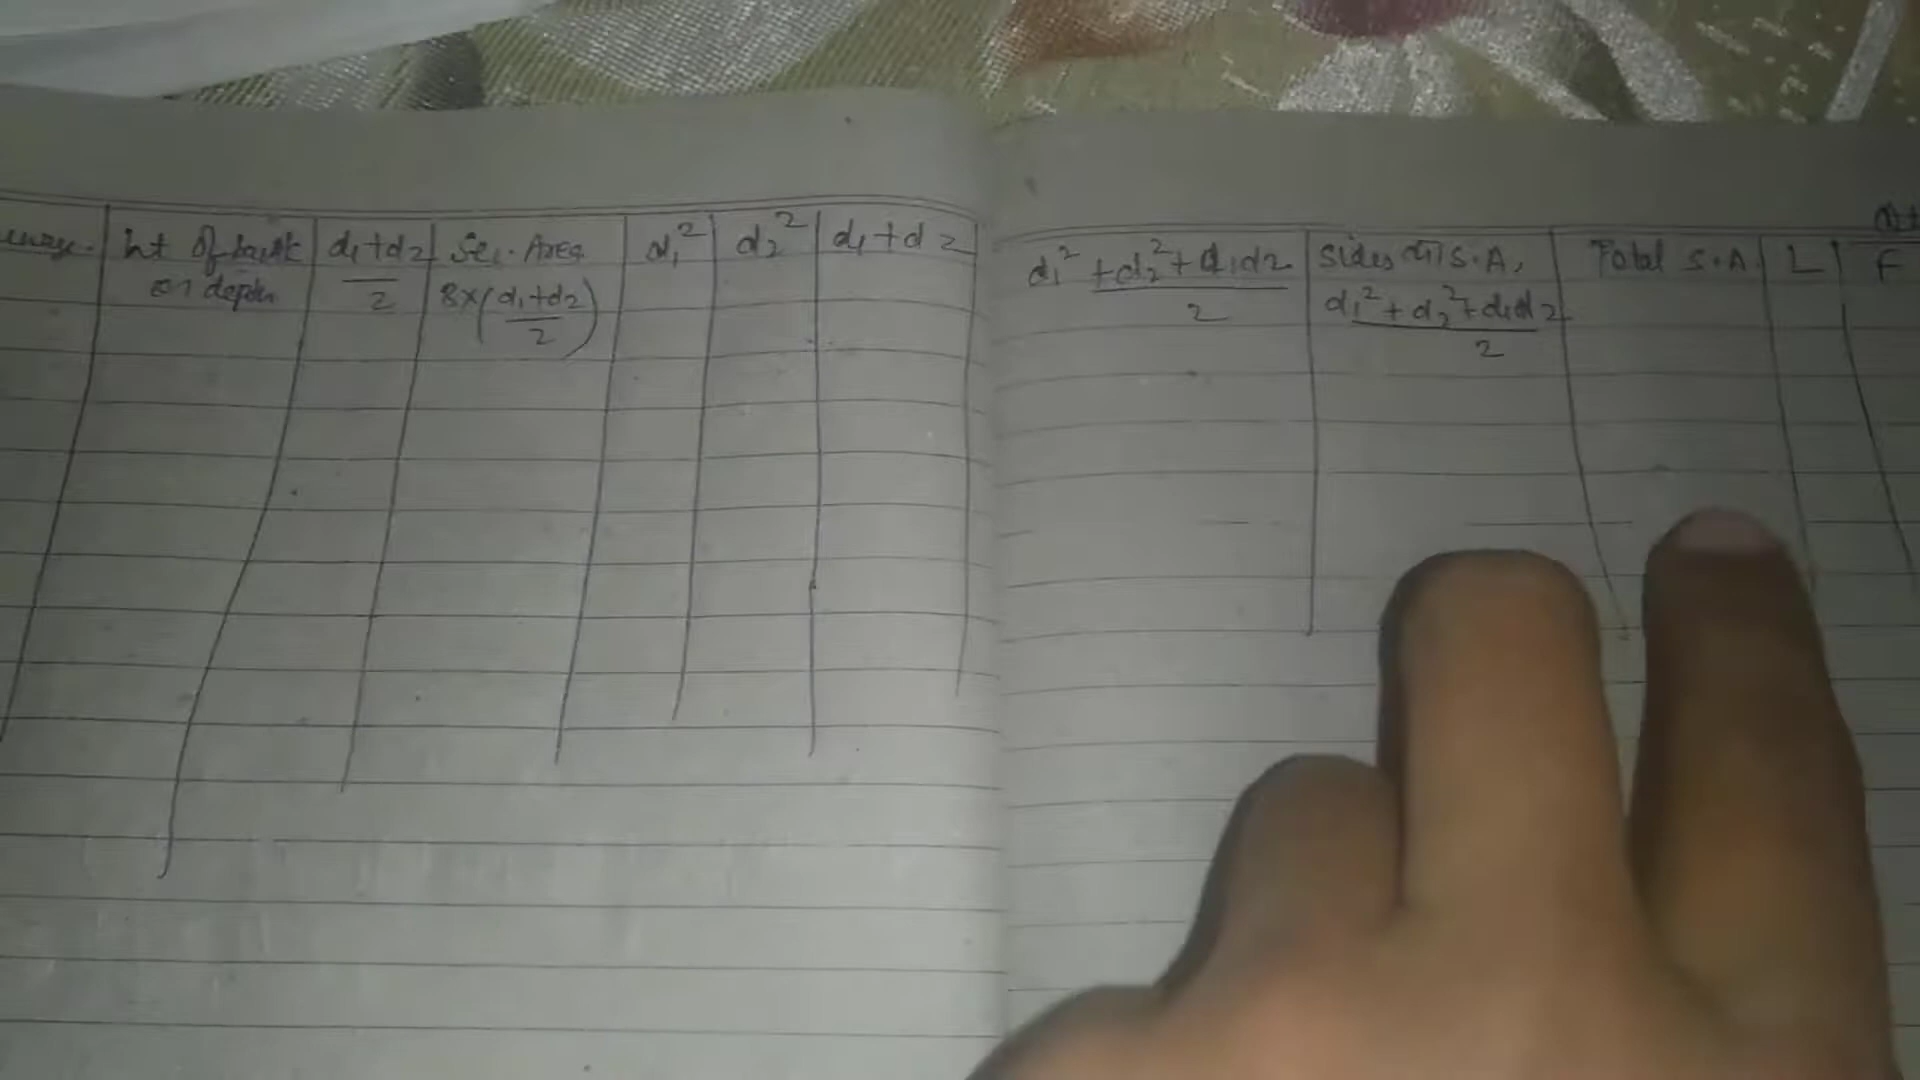 ht Of bank
or depth
d₁+d₂
2
Sec. Area
8×(d₁+d₂
2)
d₁²
d₂²
d₁+d₂
d₁²+d₂²+d₁d₂
2
Sides का S.A.
d₁²+d₂²+d₁d₂
2
Total S.A.
L
F